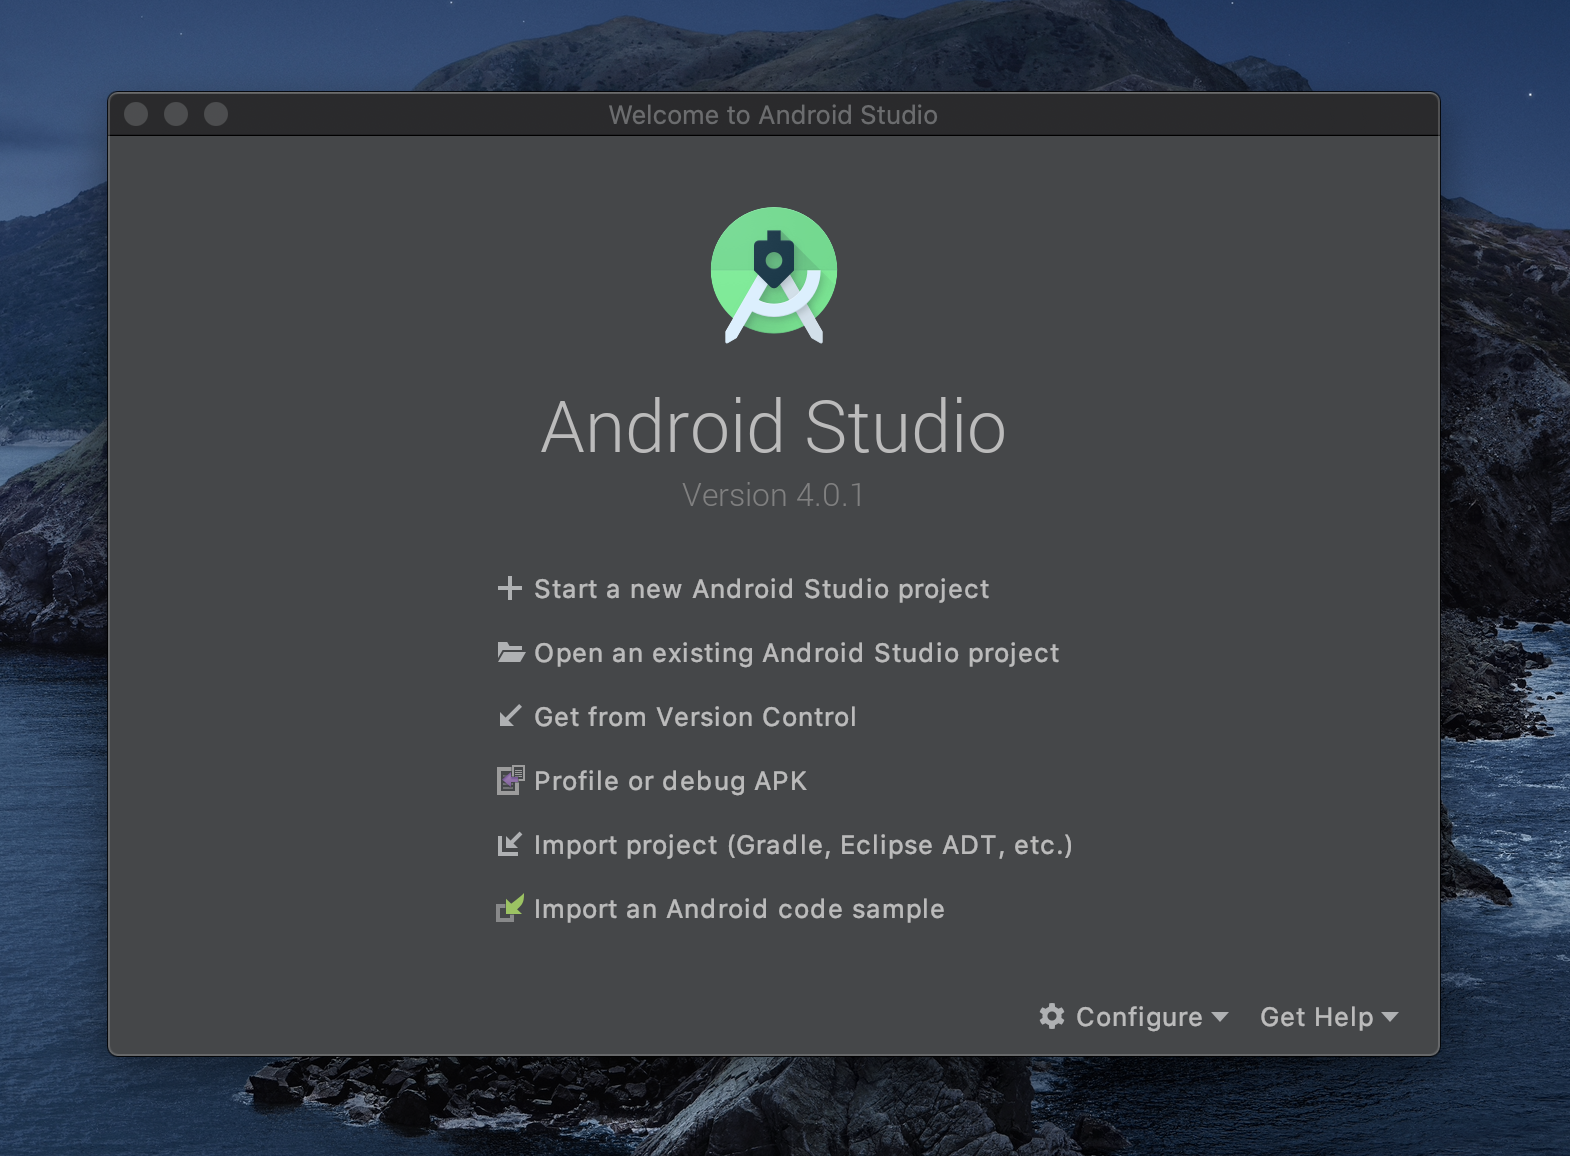 Welcome to Android Studio
Android Studio
Version 4.0.1
Start a new Android Studio project
Open an existing Android Studio project
Get from Version Control
Profile or debug APK
Import project (Gradle, Eclipse ADT, etc.)
Import an Android code sample
Configure
Get Help